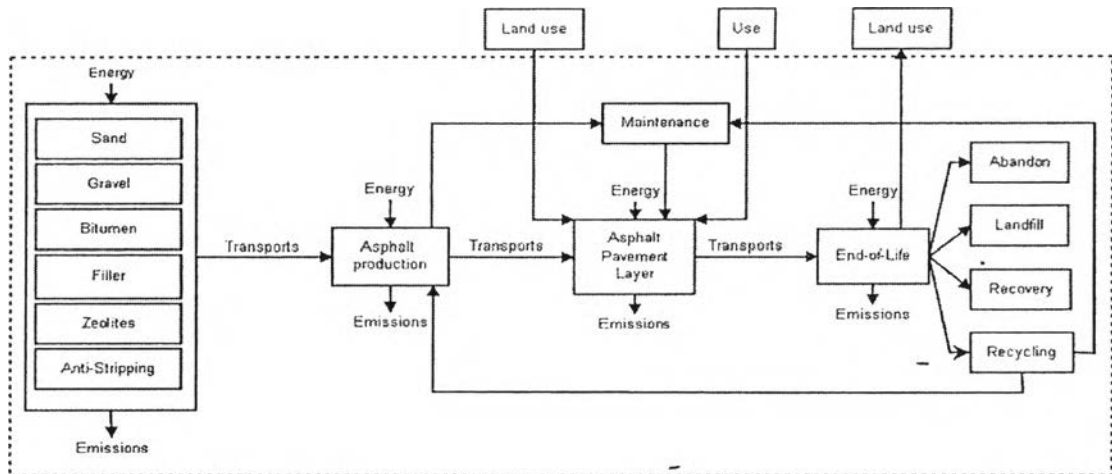 Land use
Use
Land use
Energy
Sand
Gravel
Bitumen
Filler
Zeolites
Anti-Stripping
Emissions
Transports
Energy
Asphalt
production
Emissions
Transports
Maintenance
Energy
Asphalt
Pavement
Layer
Emissions
Transports
Energy
End-of-Life
Emissions
Abandon
Landfill
Recovery
Recycling